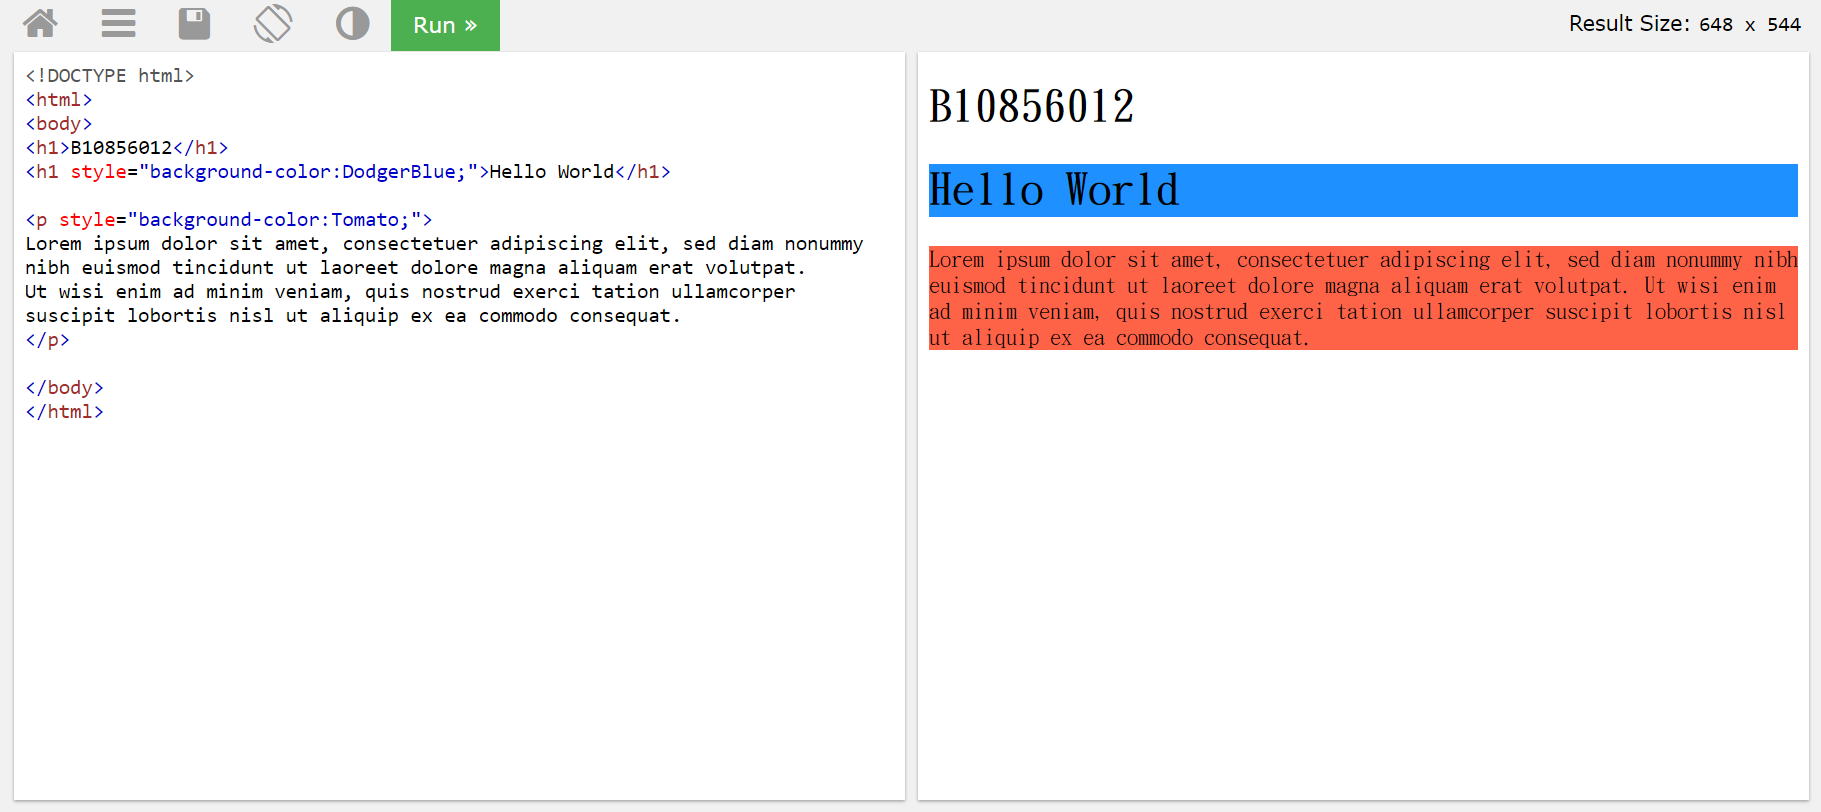 Run »
Result Size: 648 x 544
<!DOCTYPE html>
<html>
<body>
<h1>B10856012</h1>
<h1 style="background-color:DodgerBlue;">Hello World</h1>
<p style="background-color:Tomato;">
Lorem ipsum dolor sit amet, consectetuer adipiscing elit, sed diam nonummy
nibh euismod tincidunt ut laoreet dolore magna aliquam erat volutpat.
Ut wisi enim ad minim veniam, quis nostrud exerci tation ullamcorper
suscipit lobortis nisl ut aliquip ex ea commodo consequat.
</p>
</body>
</html>
B10856012
Hello World
Lorem ipsum dolor sit amet, consectetuer adipiscing elit, sed diam nonummy nibh
euismod tincidunt ut laoreet dolore magna aliquam erat volutpat. Ut wisi enim
ad minim veniam, quis nostrud exerci tation ullamcorper suscipit lobortis nisl
ut aliquip ex ea commodo consequat.